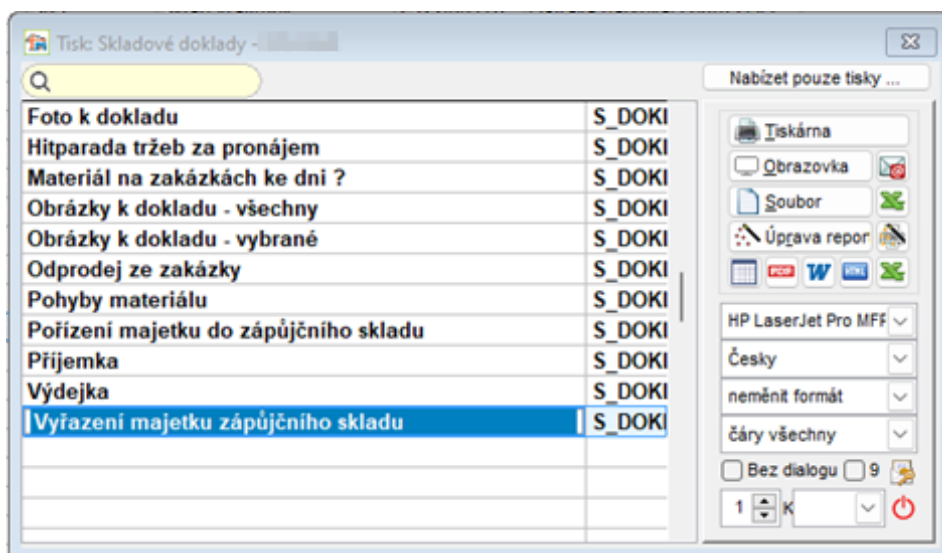 Tisk: Skladové doklady -
Nabízet pouze tisky ...
Foto k dokladu S_DOKI
Hitparada tržeb za pronájem S_DOKI
Materiál na zakázkách ke dni ? S_DOKI
Obrázky k dokladu - všechny S_DOKI
Obrázky k dokladu - vybrané S_DOKI
Odprodej ze zakázky S_DOKI
Pohyby materiálu S_DOKI
Pořízení majetku do zápůjčního skladu S_DOKI
Příjemka S_DOKI
Výdejka S_DOKI
Vyřazení majetku zápůjčního skladu S_DOKI
Tiskárna
Obrazovka
Soubor
Úprava repor
PDF W HTML
HP LaserJet Pro MFF
Česky
neměnit formát
čáry všechny
Bez dialogu 9
1 K